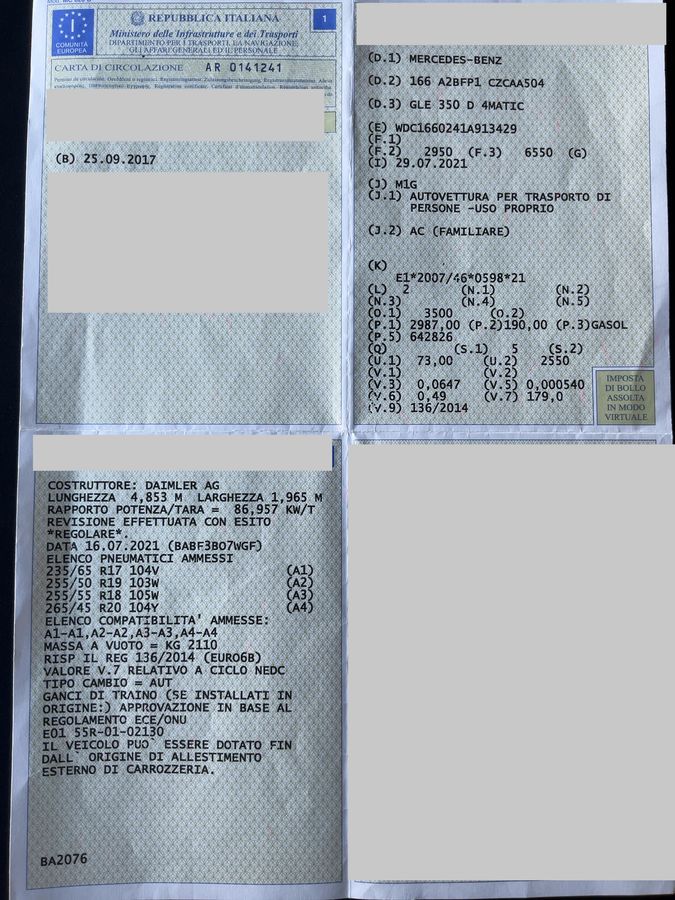 REPUBBLICA ITALIANA
1
Ministero delle Infrastrutture e dei Trasporti
DIPARTIMENTO PER I TRASPORTI, LA NAVIGAZIONE,
GLI AFFARI GENERALI ED IL PERSONALE
I
COMUNITÀ
EUROPEA
CARTA DI CIRCOLAZIONE AR 0141241
(B) 25.09.2017
(D.1) MERCEDES-BENZ
(D.2) 166 A2BFP1 CZCAA504
(D.3) GLE 350 D 4MATIC
(E) WDC1660241A913429
(F.1)
(F.2) 2950 (F.3) 6550 (G)
(I) 29.07.2021
(J) M1G
(J.1) AUTOVETTURA PER TRASPORTO DI
PERSONE -USO PROPRIO
(J.2) AC (FAMILIARE)
(K)
E1*2007/46*0598*21
(L) 2 (N.1) (N.2)
(N.3) (N.4) (N.5)
(O.1) 3500 (O.2)
(P.1) 2987,00 (P.2)190,00 (P.3)GASOL
(P.5) 642826
(Q) (S.1) 5 (S.2)
(U.1) 73,00 (U.2) 2550
(V.1) (V.2)
(V.3) 0,0647 (V.5) 0,000540
(V.6) 0,49 (V.7) 179,0
(V.9) 136/2014
IMPOSTA
DI BOLLO
ASSOLTA
IN MODO
VIRTUALE
COSTRUTTORE: DAIMLER AG
LUNGHEZZA 4,853 M LARGHEZZA 1,965 M
RAPPORTO POTENZA/TARA = 86,957 KW/T
REVISIONE EFFETTUATA CON ESITO
*REGOLARE*.
DATA 16.07.2021 (BABF3BO7WGF)
ELENCO PNEUMATICI AMMESSI
235/65 R17 104V (A1)
255/50 R19 103W (A2)
255/55 R18 105W (A3)
265/45 R20 104Y (A4)
ELENCO COMPATIBILITA' AMMESSE:
A1-A1,A2-A2,A3-A3,A4-A4
MASSA A VUOTO = KG 2110
RISP IL REG 136/2014 (EURO6B)
VALORE V.7 RELATIVO A CICLO NEDC
TIPO CAMBIO = AUT
GANCI DI TRAINO (SE INSTALLATI IN
ORIGINE:) APPROVAZIONE IN BASE AL
REGOLAMENTO ECE/ONU
E01 55R-01-02130
IL VEICOLO PUO` ESSERE DOTATO FIN
DALL` ORIGINE DI ALLESTIMENTO
ESTERNO DI CARROZZERIA.
BA2076